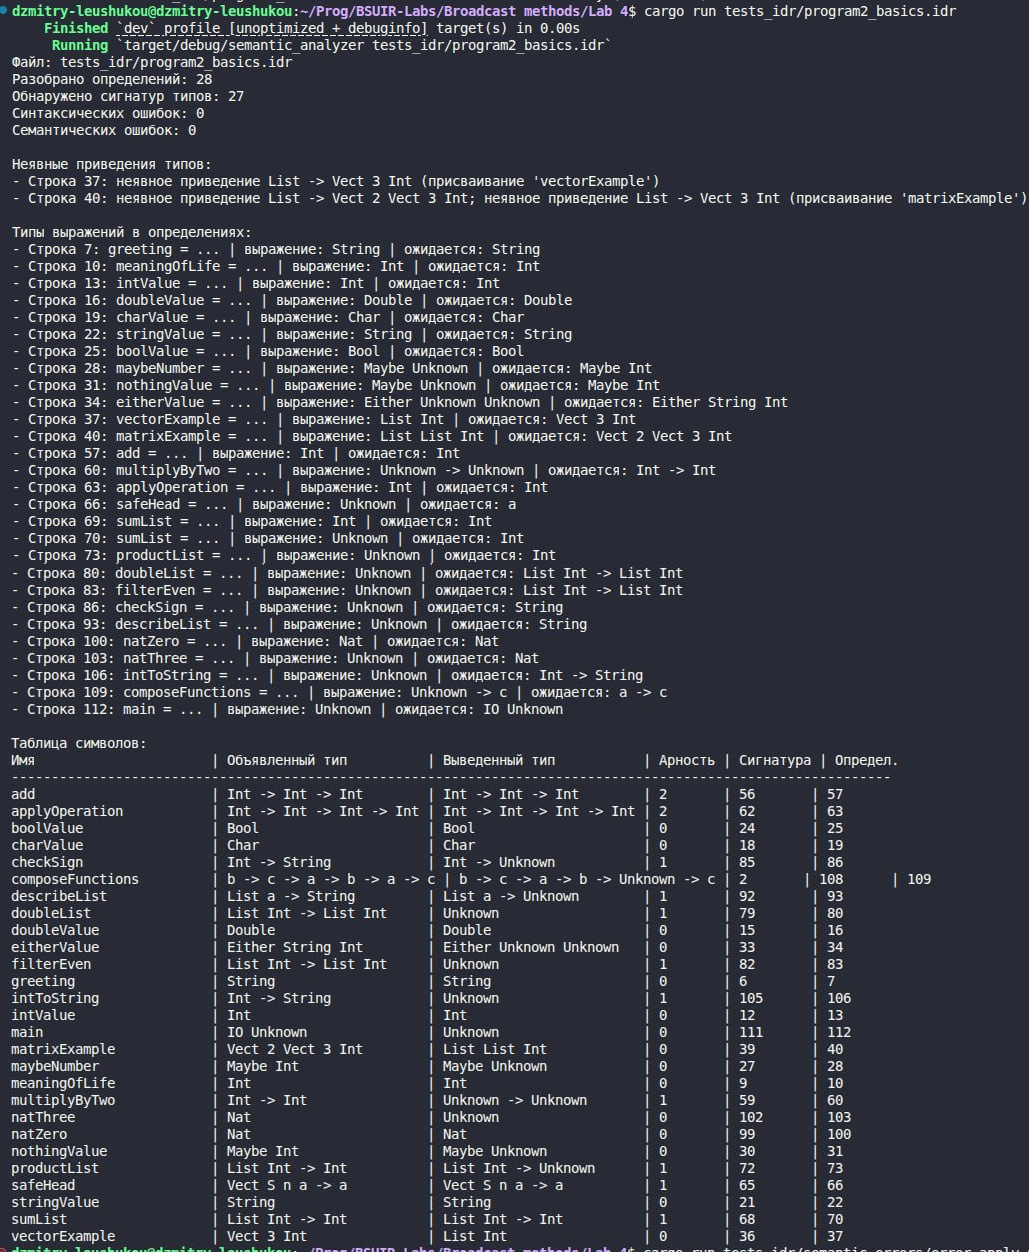 dzmitry-leushukou@dzmitry-leushukou:~/Prog/BSUIR-Labs/Broadcast methods/Lab 4$ cargo run tests_idr/program2_basics.idr
Finished `dev` profile [unoptimized + debuginfo] target(s) in 0.00s
Running `target/debug/semantic_analyzer tests_idr/program2_basics.idr`
Файл: tests_idr/program2_basics.idr
Разобрано определений: 28
Обнаружено сигнатур типов: 27
Синтаксических ошибок: 0
Семантических ошибок: 0
Неявные приведения типов:
- Строка 37: неявное приведение List -> Vect 3 Int (присваивание 'vectorExample')
- Строка 40: неявное приведение List -> Vect 2 Vect 3 Int; неявное приведение List -> Vect 3 Int (присваивание 'matrixExample')
Типы выражений в определениях:
- Строка 7: greeting = ... | выражение: String | ожидается: String
- Строка 10: meaningOfLife = ... | выражение: Int | ожидается: Int
- Строка 13: intValue = ... | выражение: Int | ожидается: Int
- Строка 16: doubleValue = ... | выражение: Double | ожидается: Double
- Строка 19: charValue = ... | выражение: Char | ожидается: Char
- Строка 22: stringValue = ... | выражение: String | ожидается: String
- Строка 25: boolValue = ... | выражение: Bool | ожидается: Bool
- Строка 28: maybeNumber = ... | выражение: Maybe Unknown | ожидается: Maybe Int
- Строка 31: nothingValue = ... | выражение: Maybe Unknown | ожидается: Maybe Int
- Строка 34: eitherValue = ... | выражение: Either Unknown Unknown | ожидается: Either String Int
- Строка 37: vectorExample = ... | выражение: List Int | ожидается: Vect 3 Int
- Строка 40: matrixExample = ... | выражение: List List Int | ожидается: Vect 2 Vect 3 Int
- Строка 57: add = ... | выражение: Int | ожидается: Int
- Строка 60: multiplyByTwo = ... | выражение: Unknown -> Unknown | ожидается: Int -> Int
- Строка 63: applyOperation = ... | выражение: Int | ожидается: Int
- Строка 66: safeHead = ... | выражение: Unknown | ожидается: a
- Строка 69: sumList = ... | выражение: Int | ожидается: Int
- Строка 70: sumList = ... | выражение: Unknown | ожидается: Int
- Строка 73: productList = ... | выражение: Unknown | ожидается: Int
- Строка 80: doubleList = ... | выражение: Unknown | ожидается: List Int -> List Int
- Строка 83: filterEven = ... | выражение: Unknown | ожидается: List Int -> List Int
- Строка 86: checkSign = ... | выражение: Unknown | ожидается: String
- Строка 93: describeList = ... | выражение: Unknown | ожидается: String
- Строка 100: natZero = ... | выражение: Nat | ожидается: Nat
- Строка 103: natThree = ... | выражение: Unknown | ожидается: Nat
- Строка 106: intToString = ... | выражение: Unknown | ожидается: Int -> String
- Строка 109: composeFunctions = ... | выражение: Unknown -> c | ожидается: a -> c
- Строка 112: main = ... | выражение: Unknown | ожидается: IO Unknown
Таблица символов:
Имя | Объявленный тип | Выведенный тип | Арность | Сигнатура | Определ.
--------------------------------------------------------------------------------------------------------------
add | Int -> Int -> Int | Int -> Int -> Int | 2 | 56 | 57
applyOperation | Int -> Int -> Int -> Int | Int -> Int -> Int -> Int | 2 | 62 | 63
boolValue | Bool | Bool | 0 | 24 | 25
charValue | Char | Char | 0 | 18 | 19
checkSign | Int -> String | Int -> Unknown | 1 | 85 | 86
composeFunctions | b -> c -> a -> b -> a -> c | b -> c -> a -> b -> Unknown -> c | 2 | 108 | 109
describeList | List a -> String | List a -> Unknown | 1 | 92 | 93
doubleList | List Int -> List Int | Unknown | 1 | 79 | 80
doubleValue | Double | Double | 0 | 15 | 16
eitherValue | Either String Int | Either Unknown Unknown | 0 | 33 | 34
filterEven | List Int -> List Int | Unknown | 1 | 82 | 83
greeting | String | String | 0 | 6 | 7
intToString | Int -> String | Unknown | 1 | 105 | 106
intValue | Int | Int | 0 | 12 | 13
main | IO Unknown | Unknown | 0 | 111 | 112
matrixExample | Vect 2 Vect 3 Int | List List Int | 0 | 39 | 40
maybeNumber | Maybe Int | Maybe Unknown | 0 | 27 | 28
meaningOfLife | Int | Int | 0 | 9 | 10
multiplyByTwo | Int -> Int | Unknown -> Unknown | 1 | 59 | 60
natThree | Nat | Unknown | 0 | 102 | 103
natZero | Nat | Nat | 0 | 99 | 100
nothingValue | Maybe Int | Maybe Unknown | 0 | 30 | 31
productList | List Int -> Int | List Int -> Unknown | 1 | 72 | 73
safeHead | Vect S n a -> a | Vect S n a -> a | 1 | 65 | 66
stringValue | String | String | 0 | 21 | 22
sumList | List Int -> Int | List Int -> Int | 1 | 68 | 70
vectorExample | Vect 3 Int | List Int | 0 | 36 | 37